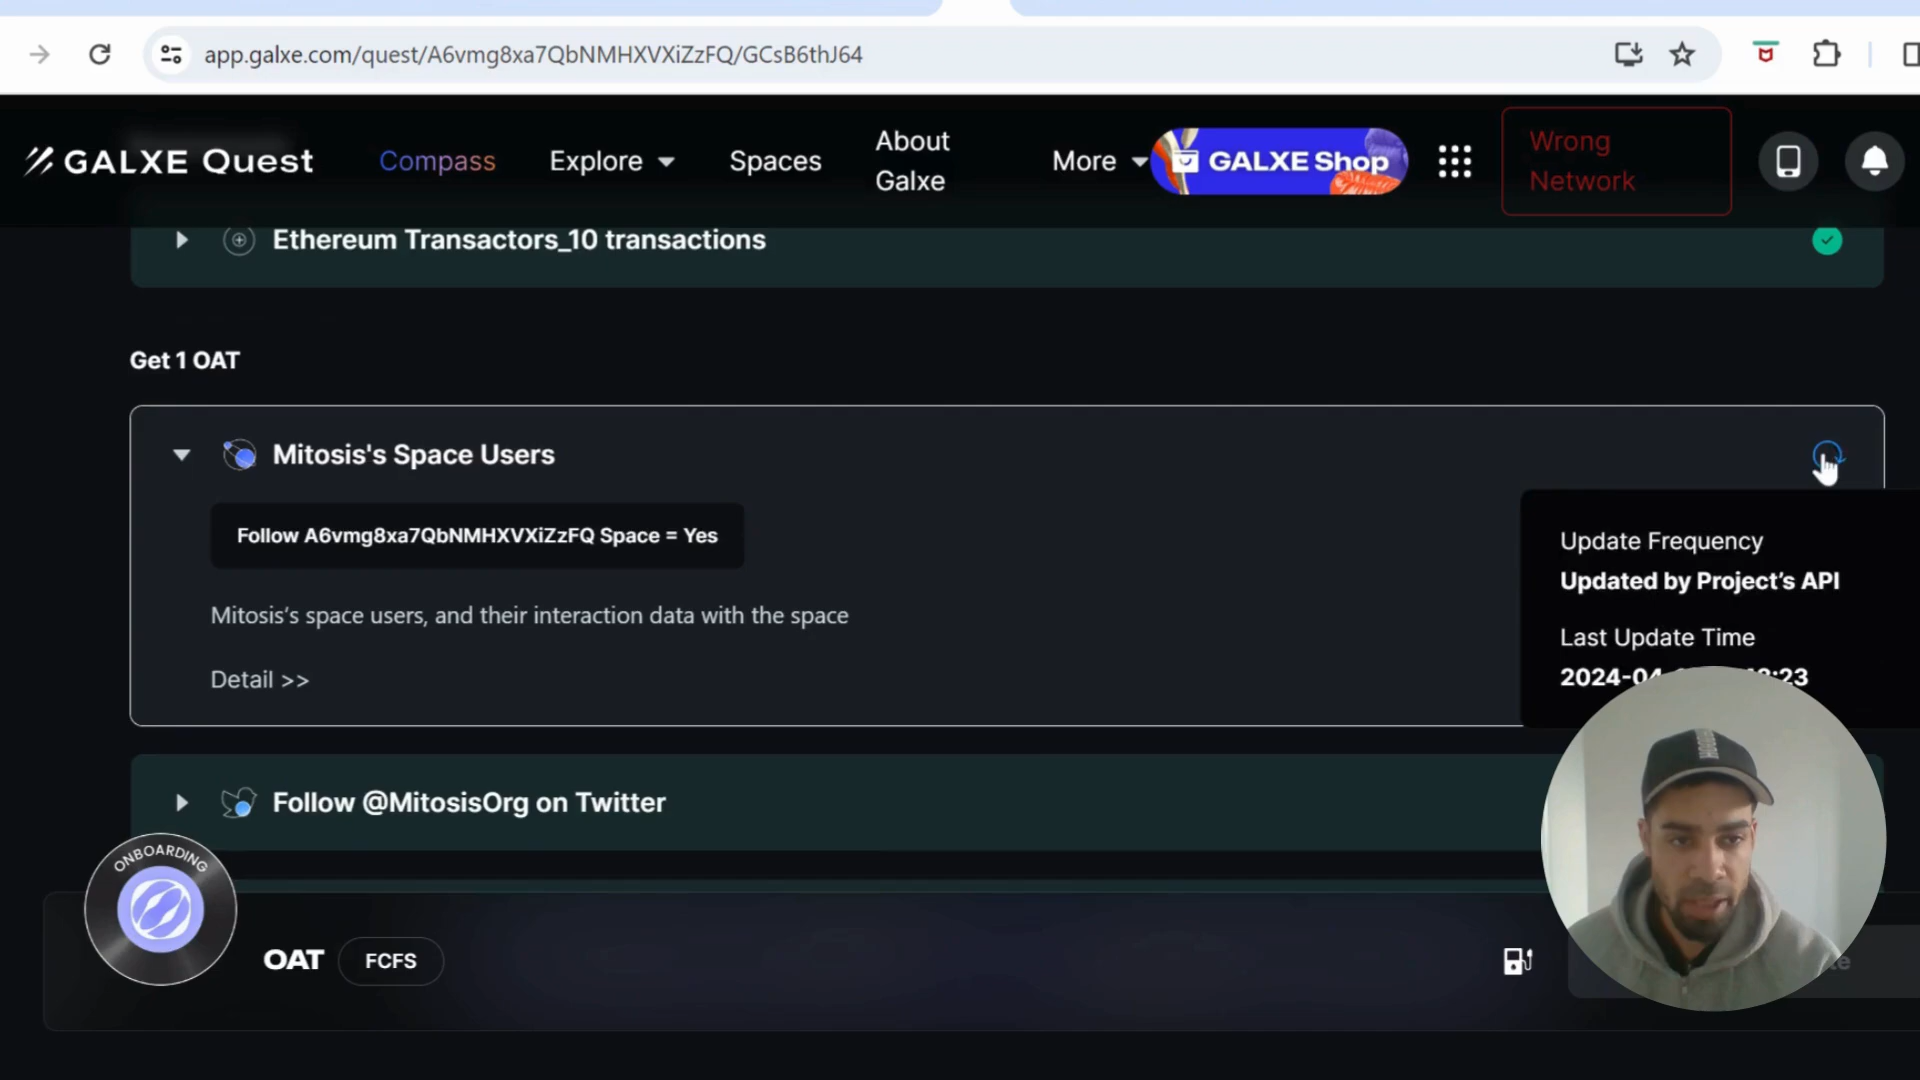 app.galxe.com/quest/A6vmg8xa7QbNMHXVXiZzFQ/GCsB6thJ64
GALXE Quest
Compass
Explore
Spaces
About
Galxe
More
GALXE Shop
Wrong
Network
Ethereum Transactors_10 transactions
Get 1 OAT
Mitosis's Space Users
Follow A6vmg8xa7QbNMHXVXiZzFQ Space = Yes
Mitosis's space users, and their interaction data with the space
Detail >>
Update Frequency
Updated by Project's API
Last Update Time
2024-04
:23
Follow @MitosisOrg on Twitter
ONBOARDING
OAT
FCFS